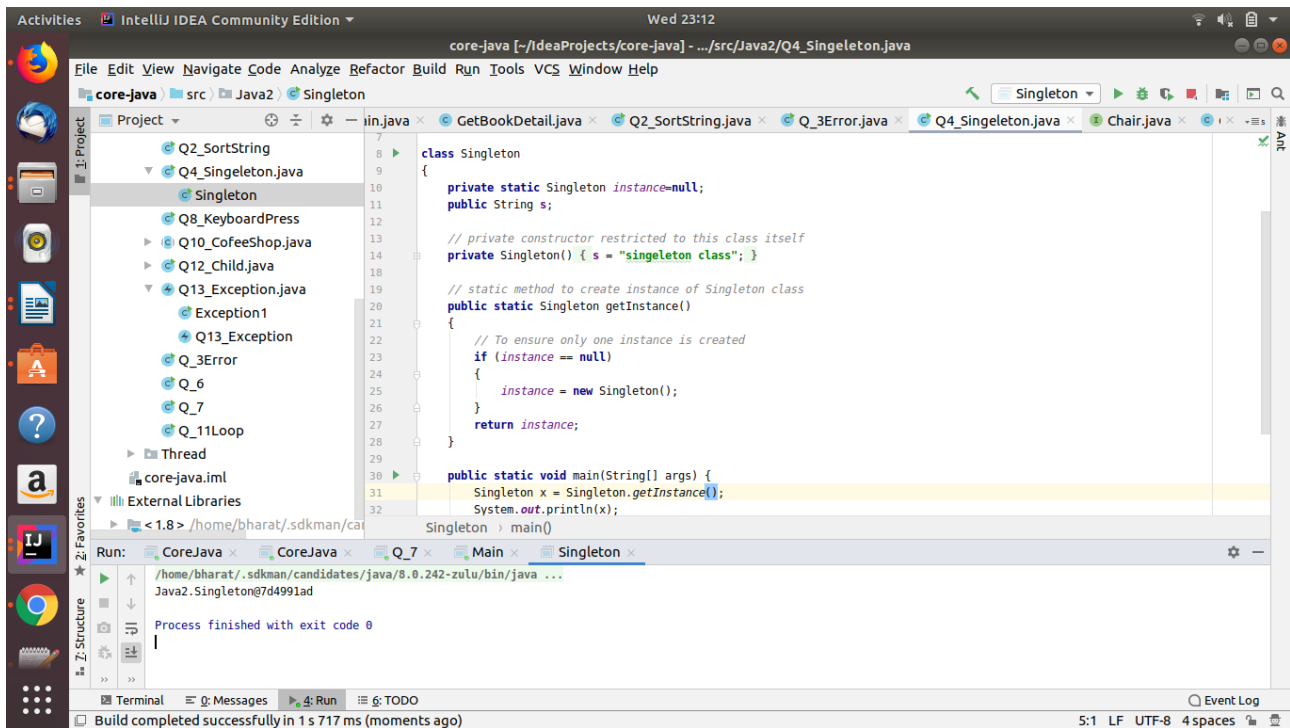 Activities IntelliJ IDEA Community Edition Wed 23:12
core-java [~/IdeaProjects/core-java] - .../src/Java2/Q4_Singeleton.java
File Edit View Navigate Code Analyze Refactor Build Run Tools VCS Window Help
core-java src Java2 Singleton Singleton
1: Project
Project
ain.java GetBookDetail.java Q2_SortString.java Q_3Error.java Q4_Singeleton.java Chair.java
Ant
Q2_SortString
Q4_Singeleton.java
Singleton
Q8_KeyboardPress
Q10_CofeeShop.java
Q12_Child.java
Q13_Exception.java
Exception1
Q13_Exception
Q_3Error
Q_6
Q_7
Q_11Loop
Thread
core-java.iml
External Libraries
< 1.8 > /home/bharat/.sdkman/car
7
8 class Singleton
9 {
10 private static Singleton instance=null;
11 public String s;
12
13 // private constructor restricted to this class itself
14 private Singleton() { s = "singeleton class"; }
18
19 // static method to create instance of Singleton class
20 public static Singleton getInstance()
21 {
22 // To ensure only one instance is created
23 if (instance == null)
24 {
25 instance = new Singleton();
26 }
27 return instance;
28 }
29
30 public static void main(String[] args) {
31 Singleton x = Singleton.getInstance();
32 System.out.println(x);
Singleton › main()
2: Favorites
7: Structure
Run: CoreJava CoreJava Q_7 Main Singleton
/home/bharat/.sdkman/candidates/java/8.0.242-zulu/bin/java ...
Java2.Singleton@7d4991ad
Process finished with exit code 0
Terminal 0: Messages 4: Run 6: TODO Event Log
Build completed successfully in 1 s 717 ms (moments ago) 5:1 LF UTF-8 4 spaces